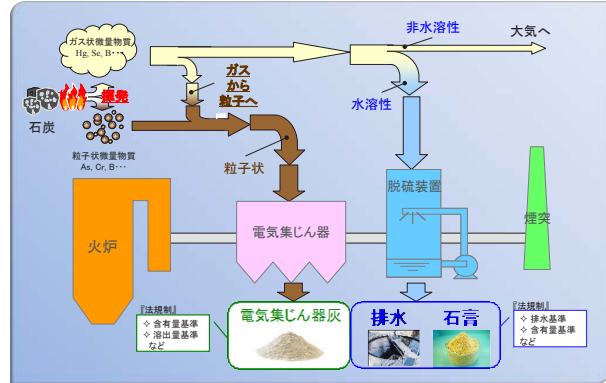 ガス状微量物質
Hg, Se, B・・・
非水溶性
大気へ
ガス
から
粒子へ
揮発
水溶性
石炭
粒子状微量物質
As, Cr, B・・・
粒子状
脱硫装置
火炉
電気集じん器
煙突
『法規制』
✧ 含有量基準
✧ 溶出量基準
など
電気集じん器灰
排水
石膏
『法規制』
✧ 排水基準
✧ 含有量基準
など